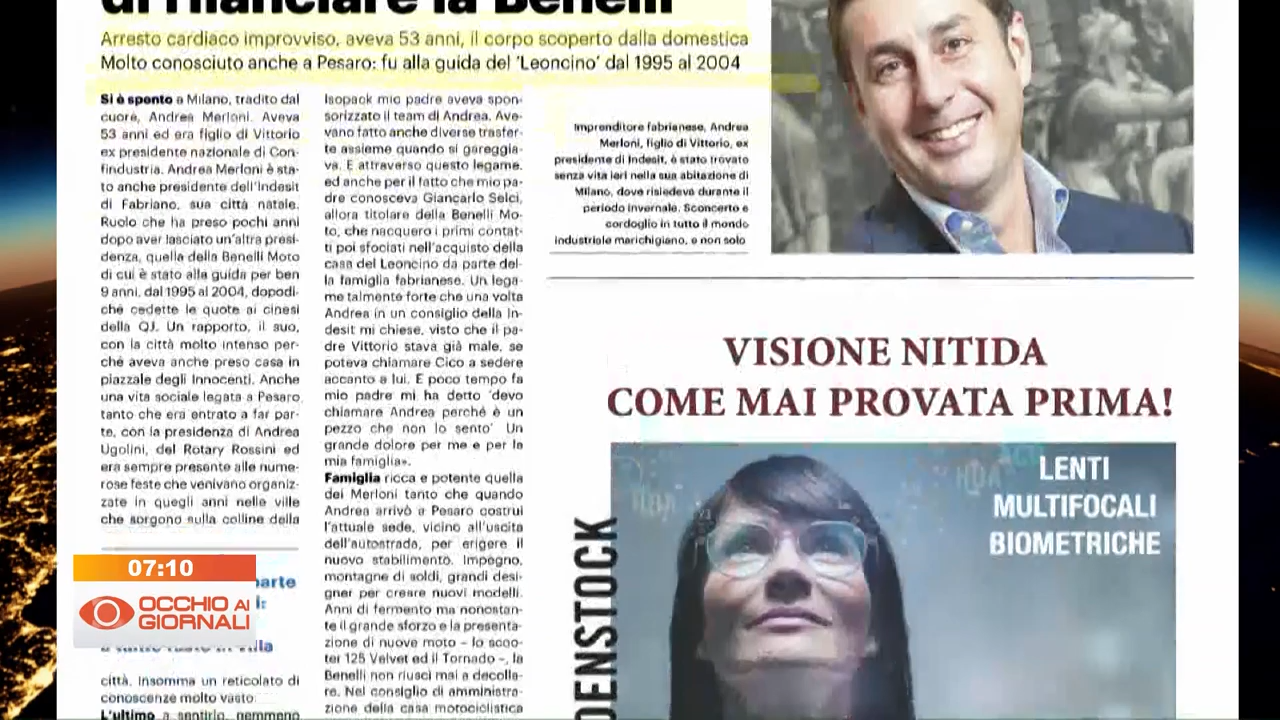 di rilanciare la Benelli
Arresto cardiaco improvviso, aveva 53 anni, il corpo scoperto dalla domestica
Molto conosciuto anche a Pesaro: fu alla guida del 'Leoncino' dal 1995 al 2004
Si è spento a Milano, tradito dal
cuore, Andrea Merloni. Aveva
53 anni ed era figlio di Vittorio
ex presidente nazionale di Con-
findustria. Andrea Merloni è sta-
to anche presidente dell'Indesit
di Fabriano, sua città natale.
Ruolo che ha preso pochi anni
dopo aver lasciato un'altra presi-
denza, quella della Benelli Moto
di cui è stato alla guida per ben
9 anni, dal 1995 al 2004, dopodi-
ché cedette le quote ai cinesi
della QJ. Un rapporto, il suo,
con la città molto intenso per-
ché aveva anche preso casa in
piazzale degli Innocenti. Anche
una vita sociale legata a Pesaro
tanto che era entrato a far par-
te, con la presidenza di Andrea
Ugolini, del Rotary Rossini ed
era sempre presente alle nume-
rose feste che venivano organiz-
zate in quegli anni nelle ville
che sorgono sulla colline della
città. Insomma un reticolato di
conoscenze molto vasto.
L'ultimo a sentirlo, nemmeno
Isopack mio padre aveva spon-
sorizzato il team di Andrea. Ave-
vano fatto anche diverse trasfer-
te assieme quando si gareggia-
va. E attraverso questo legame,
ed anche per il fatto che mio pa-
dre conosceva Giancarlo Selci,
allora titolare della Benelli Mo-
to, che nacquero i primi contat-
ti poi sfociati nell'acquisto della
casa del Leoncino da parte del-
la famiglia fabrianese. Un lega-
me talmente forte che una volta
Andrea in un consiglio della In-
desit mi chiese, visto che il pa-
dre Vittorio stava già male, se
poteva chiamare Cico a sedere
accanto a lui. E poco tempo fa
mio padre mi ha detto 'devo
chiamare Andrea perché è un
pezzo che non lo sento' Un
grande dolore per me e per la
mia famiglia».
Famiglia ricca e potente quella
dei Merloni tanto che quando
Andrea arrivò a Pesaro costruì
l'attuale sede, vicino all'uscita
dell'autostrada, per erigere il
nuovo stabilimento. Impegno,
montagne di soldi, grandi desi-
gner per creare nuovi modelli.
Anni di fermento ma nonostan-
te il grande sforzo e la presenta-
zione di nuove moto – lo scoo-
ter 125 Velvet ed il Tornado –, la
Benelli non riuscì mai a decolla-
re. Nel consiglio di amministra-
zione della casa motociclistica
Imprenditore fabrianese, Andrea
Merloni, figlio di Vittorio, ex
presidente di Indesit, è stato trovato
senza vita ieri nella sua abitazione di
Milano, dove risiedeva durante il
periodo invernale. Sconcerto e
cordoglio in tutto il mondo
industriale marchigiano, e non solo
VISIONE NITIDA
COME MAI PROVATA PRIMA!
LENTI
MULTIFOCALI
BIOMETRICHE
DENSTOCK
07:10
OCCHIO AI
GIORNALI